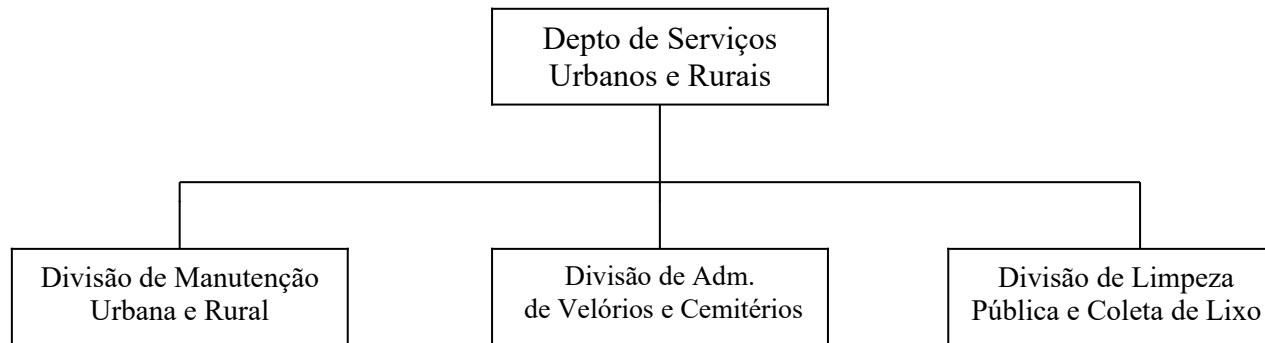 Depto de Serviços
Urbanos e Rurais
Divisão de Manutenção
Urbana e Rural
Divisão de Adm.
de Velórios e Cemitérios
Divisão de Limpeza
Pública e Coleta de Lixo